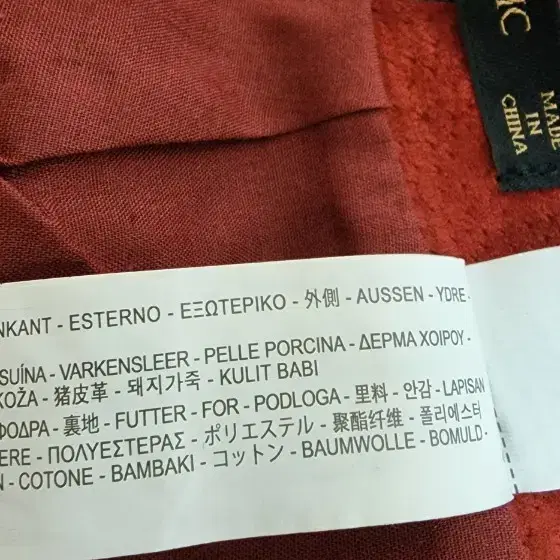 MC
MADE
IN
CHINA
NKANT - ESTERNO - ΕΞΩΤΕΡΙΚΟ - 外側 - AUSSEN - YDRE -
SUÍNA - VARKENSLEER - PELLE PORCINA - ΔΕΡΜΑ ΧΟΙΡΟΥ -
KOŽA - 猪皮革 - 돼지가죽 - KULIT BABI
ΦΟΔΡΑ - 裏地 - FUTTER - FOR - PODLOGA - 里料 - 안감 - LAPISAN
ERE - ΠΟΛΥΕΣΤΕΡΑΣ - ポリエステル - 聚酯纤维 - 폴리에스터
N - COTONE - ΒΑΜΒΑΚΙ - コットン - BAUMWOLLE - BOMULD -